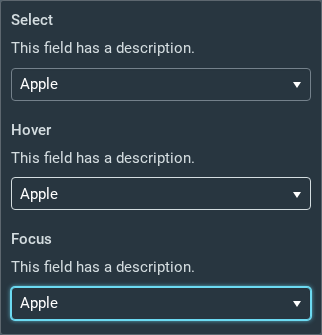 Select
This field has a description.
Apple
Hover
This field has a description.
Apple
Focus
This field has a description.
Apple